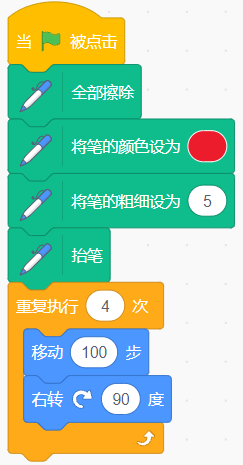 当 被点击
全部擦除
将笔的颜色设为
将笔的粗细设为 5
抬笔
重复执行 4 次
移动 100 步
右转 90 度